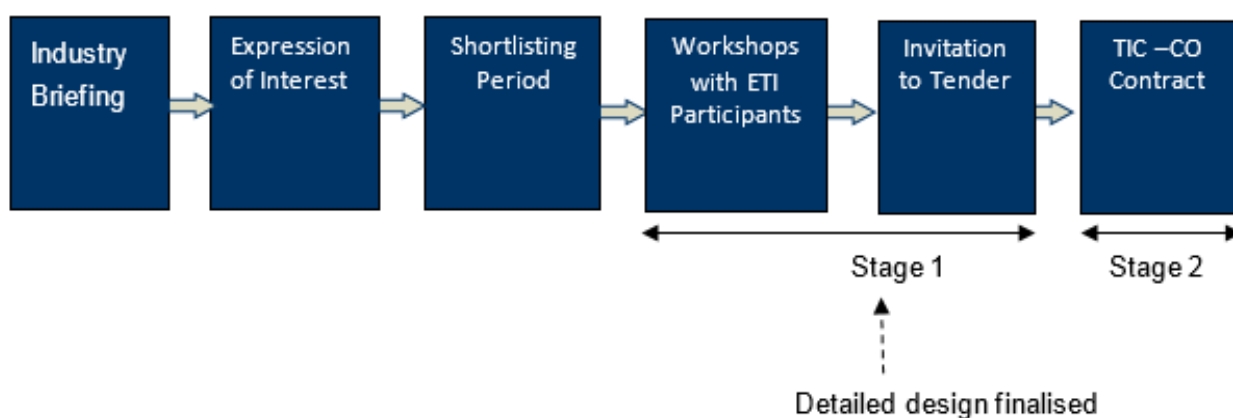 Industry
Briefing
Expression
of Interest
Shortlisting
Period
Workshops
with ETI
Participants
Invitation
to Tender
TIC –CO
Contract
Stage 1
Stage 2
Detailed design finalised